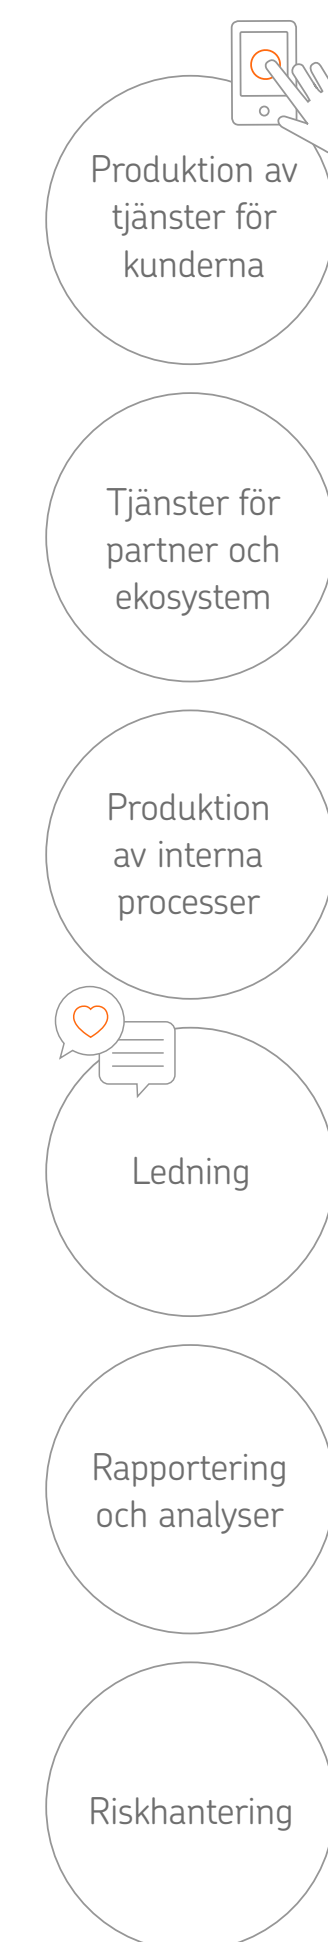 Produktion av
tjänster för
kunderna
Tjänster för
partner och
ekosystem
Produktion
av interna
processer
Ledning
Rapportering
och analyser
Riskhantering